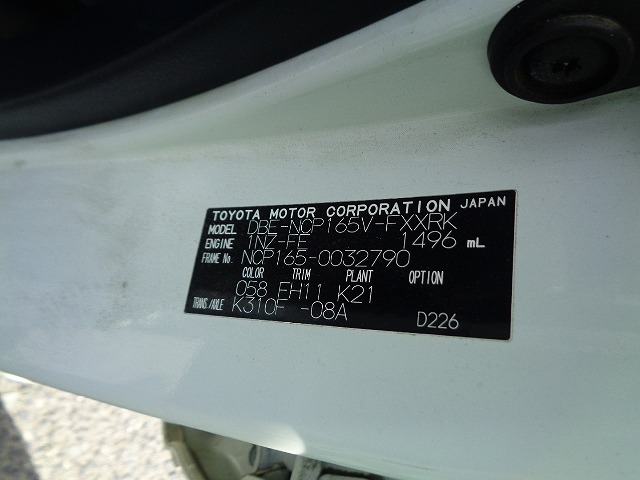 TOYOTA MOTOR CORPORATION JAPAN
MODEL DBE-NCP165V-FXXRK
ENGINE 1NZ-FE 1496 mL
FRAME No. NCP165-0032790
COLOR TRIM PLANT OPTION
058 EH11 K21
TRANS./AXLE K310F -08A
D226